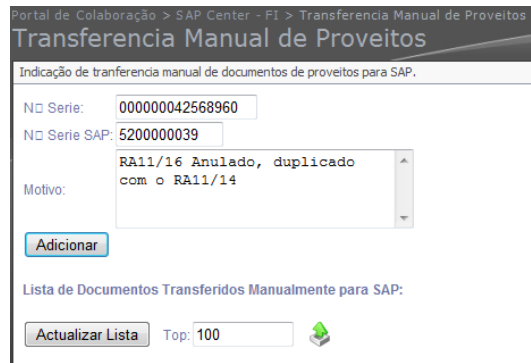 Portal de Colaboração > SAP Center - FI > Transferencia Manual de Proveitos
Transferencia Manual de Proveitos
Indicação de tranferencia manual de documentos de proveitos para SAP.
N□ Serie: 000000042568960
N□ Serie SAP: 5200000039
RA11/16 Anulado, duplicado
com o RA11/14
Motivo:
Adicionar
Lista de Documentos Transferidos Manualmente para SAP:
Actualizar Lista Top: 100